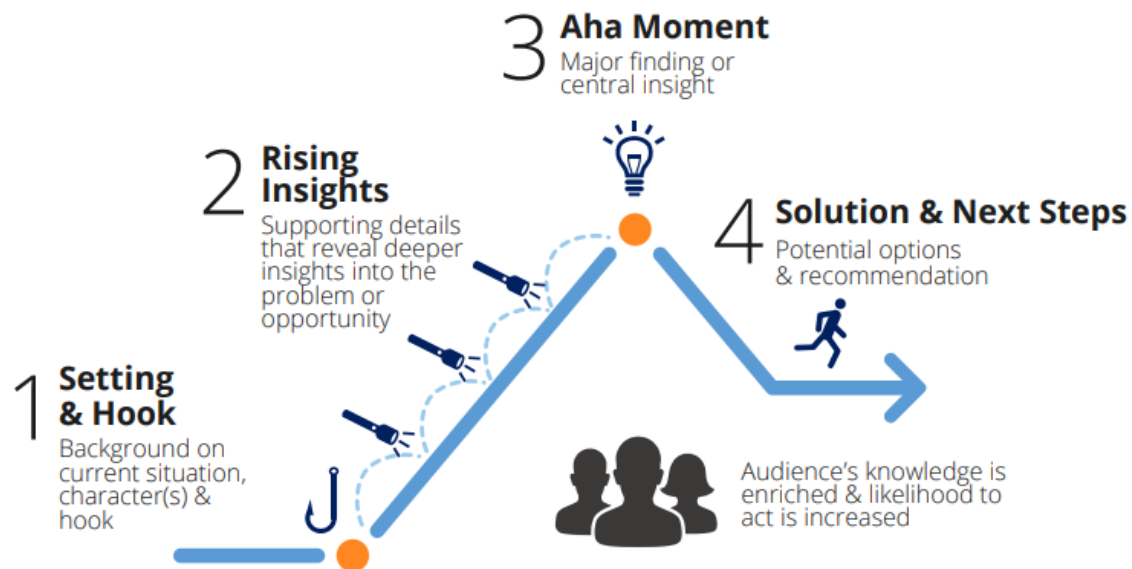 1
Setting
& Hook
Background on
current situation,
character(s) &
hook
2
Rising
Insights
Supporting details
that reveal deeper
insights into the
problem or
opportunity
3
Aha Moment
Major finding or
central insight
4
Solution & Next Steps
Potential options
& recommendation
Audience's knowledge is
enriched & likelihood to
act is increased